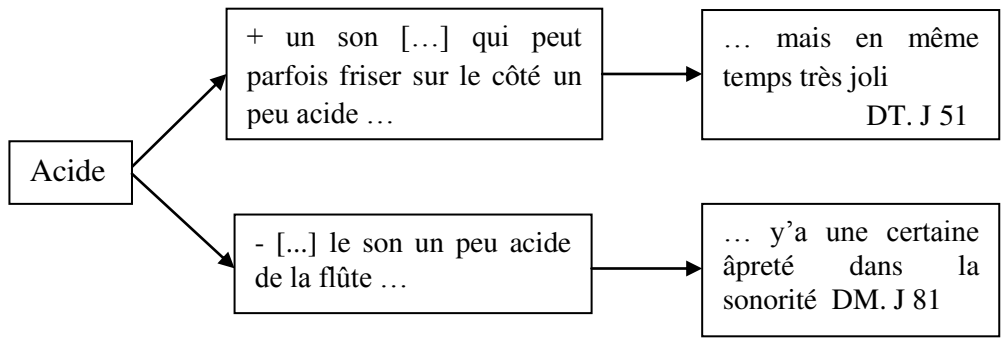 Acide
+ un son […] qui peut
parfois friser sur le côté un
peu acide …
… mais en même
temps très joli
DT. J 51
- [...] le son un peu acide
de la flûte …
… y'a une certaine
âpreté dans la
sonorité DM. J 81